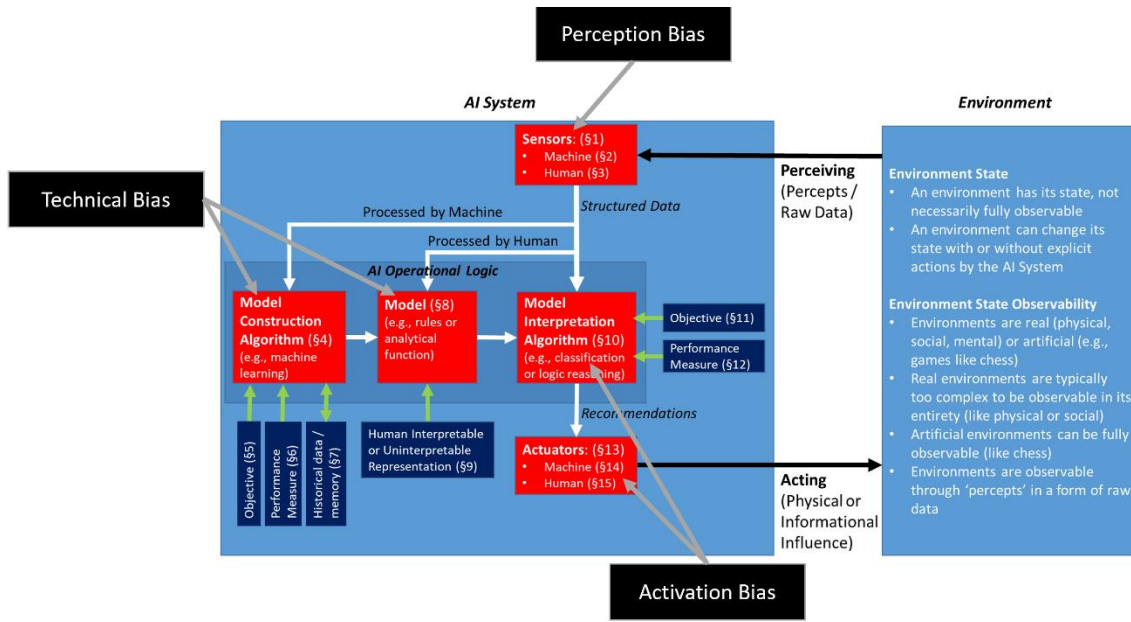 Perception Bias
AI System
Environment
Sensors: (§1)
• Machine (§2)
• Human (§3)
Perceiving
(Percepts /
Raw Data)
Environment State
• An environment has its state, not
necessarily fully observable
• An environment can change its
state with or without explicit
actions by the AI System
Technical Bias
Structured Data
Processed by Machine
Processed by Human
AI Operational Logic
Model
Construction
Algorithm (§4)
(e.g., machine
learning)
Model (§8)
(e.g., rules or
analytical
function)
Model
Interpretation
Algorithm (§10)
(e.g., classification
or logic reasoning)
Objective (§11)
Performance
Measure (§12)
Environment State Observability
• Environments are real (physical,
social, mental) or artificial (e.g.,
games like chess)
• Real environments are typically
too complex to be observable in its
entirety (like physical or social)
• Artificial environments can be fully
observable (like chess)
• Environments are observable
through ‘percepts’ in a form of raw
data
Recommendations
Objective (§5)
Performance
Measure (§6)
Historical data /
memory (§7)
Human Interpretable
or Uninterpretable
Representation (§9)
Actuators: (§13)
• Machine (§14)
• Human (§15)
Acting
(Physical or
Informational
Influence)
Activation Bias